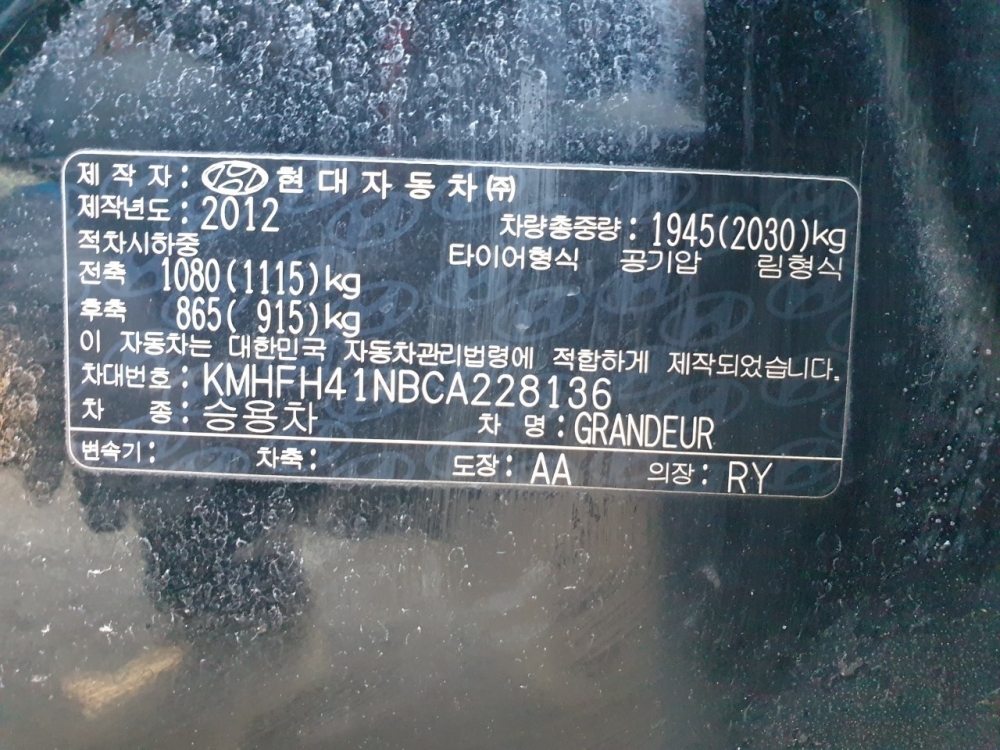 제 작 자 : 현대자동차㈜
제작년도 : 2012 차량총중량 : 1945(2030)kg
적차시하중 타이어형식 공기압 림형식
전축 1080(1115)kg
후축 865( 915)kg
이 자동차는 대한민국 자동차관리법령에 적합하게 제작되었습니다.
차대번호 : KMHFH41NBCA228136
차 종 : 승용차 차 명 : GRANDEUR
변속기 : 차축 : 도장 : AA 의장 : RY